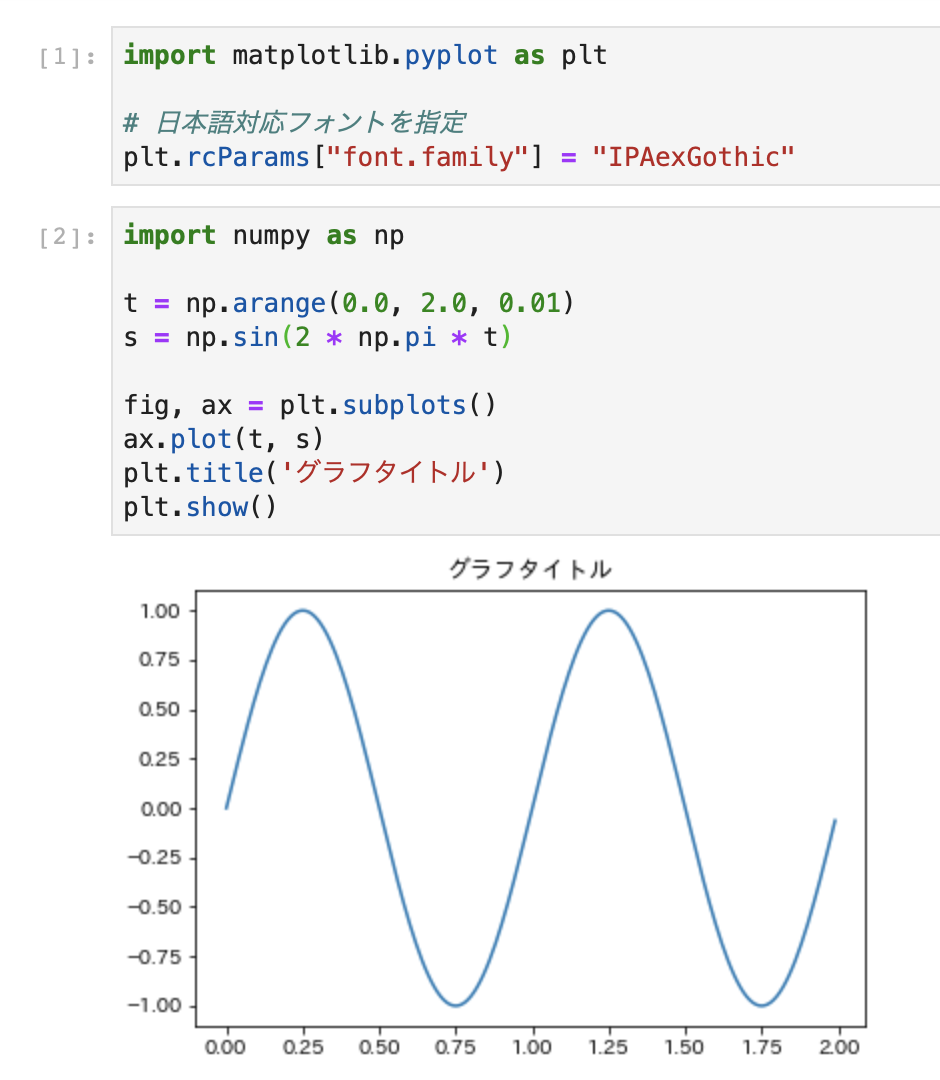 [1]:
import matplotlib.pyplot as plt
# 日本語対応フォントを指定
plt.rcParams["font.family"] = "IPAexGothic"
[2]:
import numpy as np
t = np.arange(0.0, 2.0, 0.01)
s = np.sin(2 * np.pi * t)
fig, ax = plt.subplots()
ax.plot(t, s)
plt.title('グラフタイトル')
plt.show()
グラフタイトル
1.00
0.75
0.50
0.25
0.00
−0.25
−0.50
−0.75
−1.00
0.00 0.25 0.50 0.75 1.00 1.25 1.50 1.75 2.00